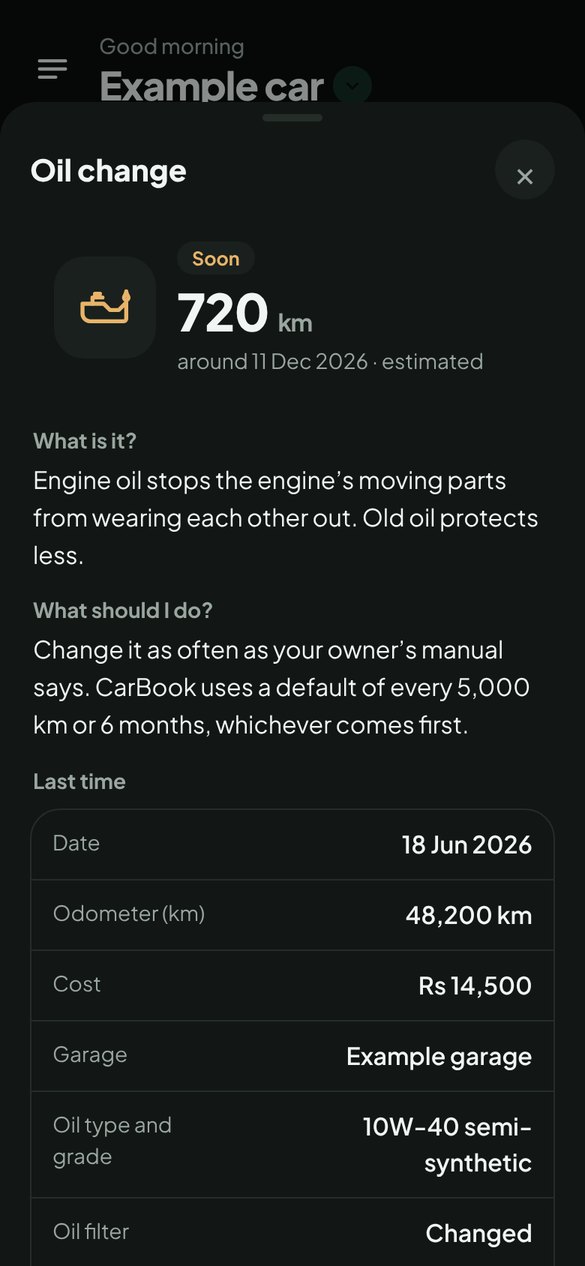 Good morning
Example car
Oil change
Soon
720 km
around 11 Dec 2026 · estimated
What is it?
Engine oil stops the engine’s moving parts
from wearing each other out. Old oil protects
less.
What should I do?
Change it as often as your owner’s manual
says. CarBook uses a default of every 5,000
km or 6 months, whichever comes first.
Last time
Date 18 Jun 2026
Odometer (km) 48,200 km
Cost Rs 14,500
Garage Example garage
Oil type and grade 10W-40 semi-synthetic
Oil filter Changed